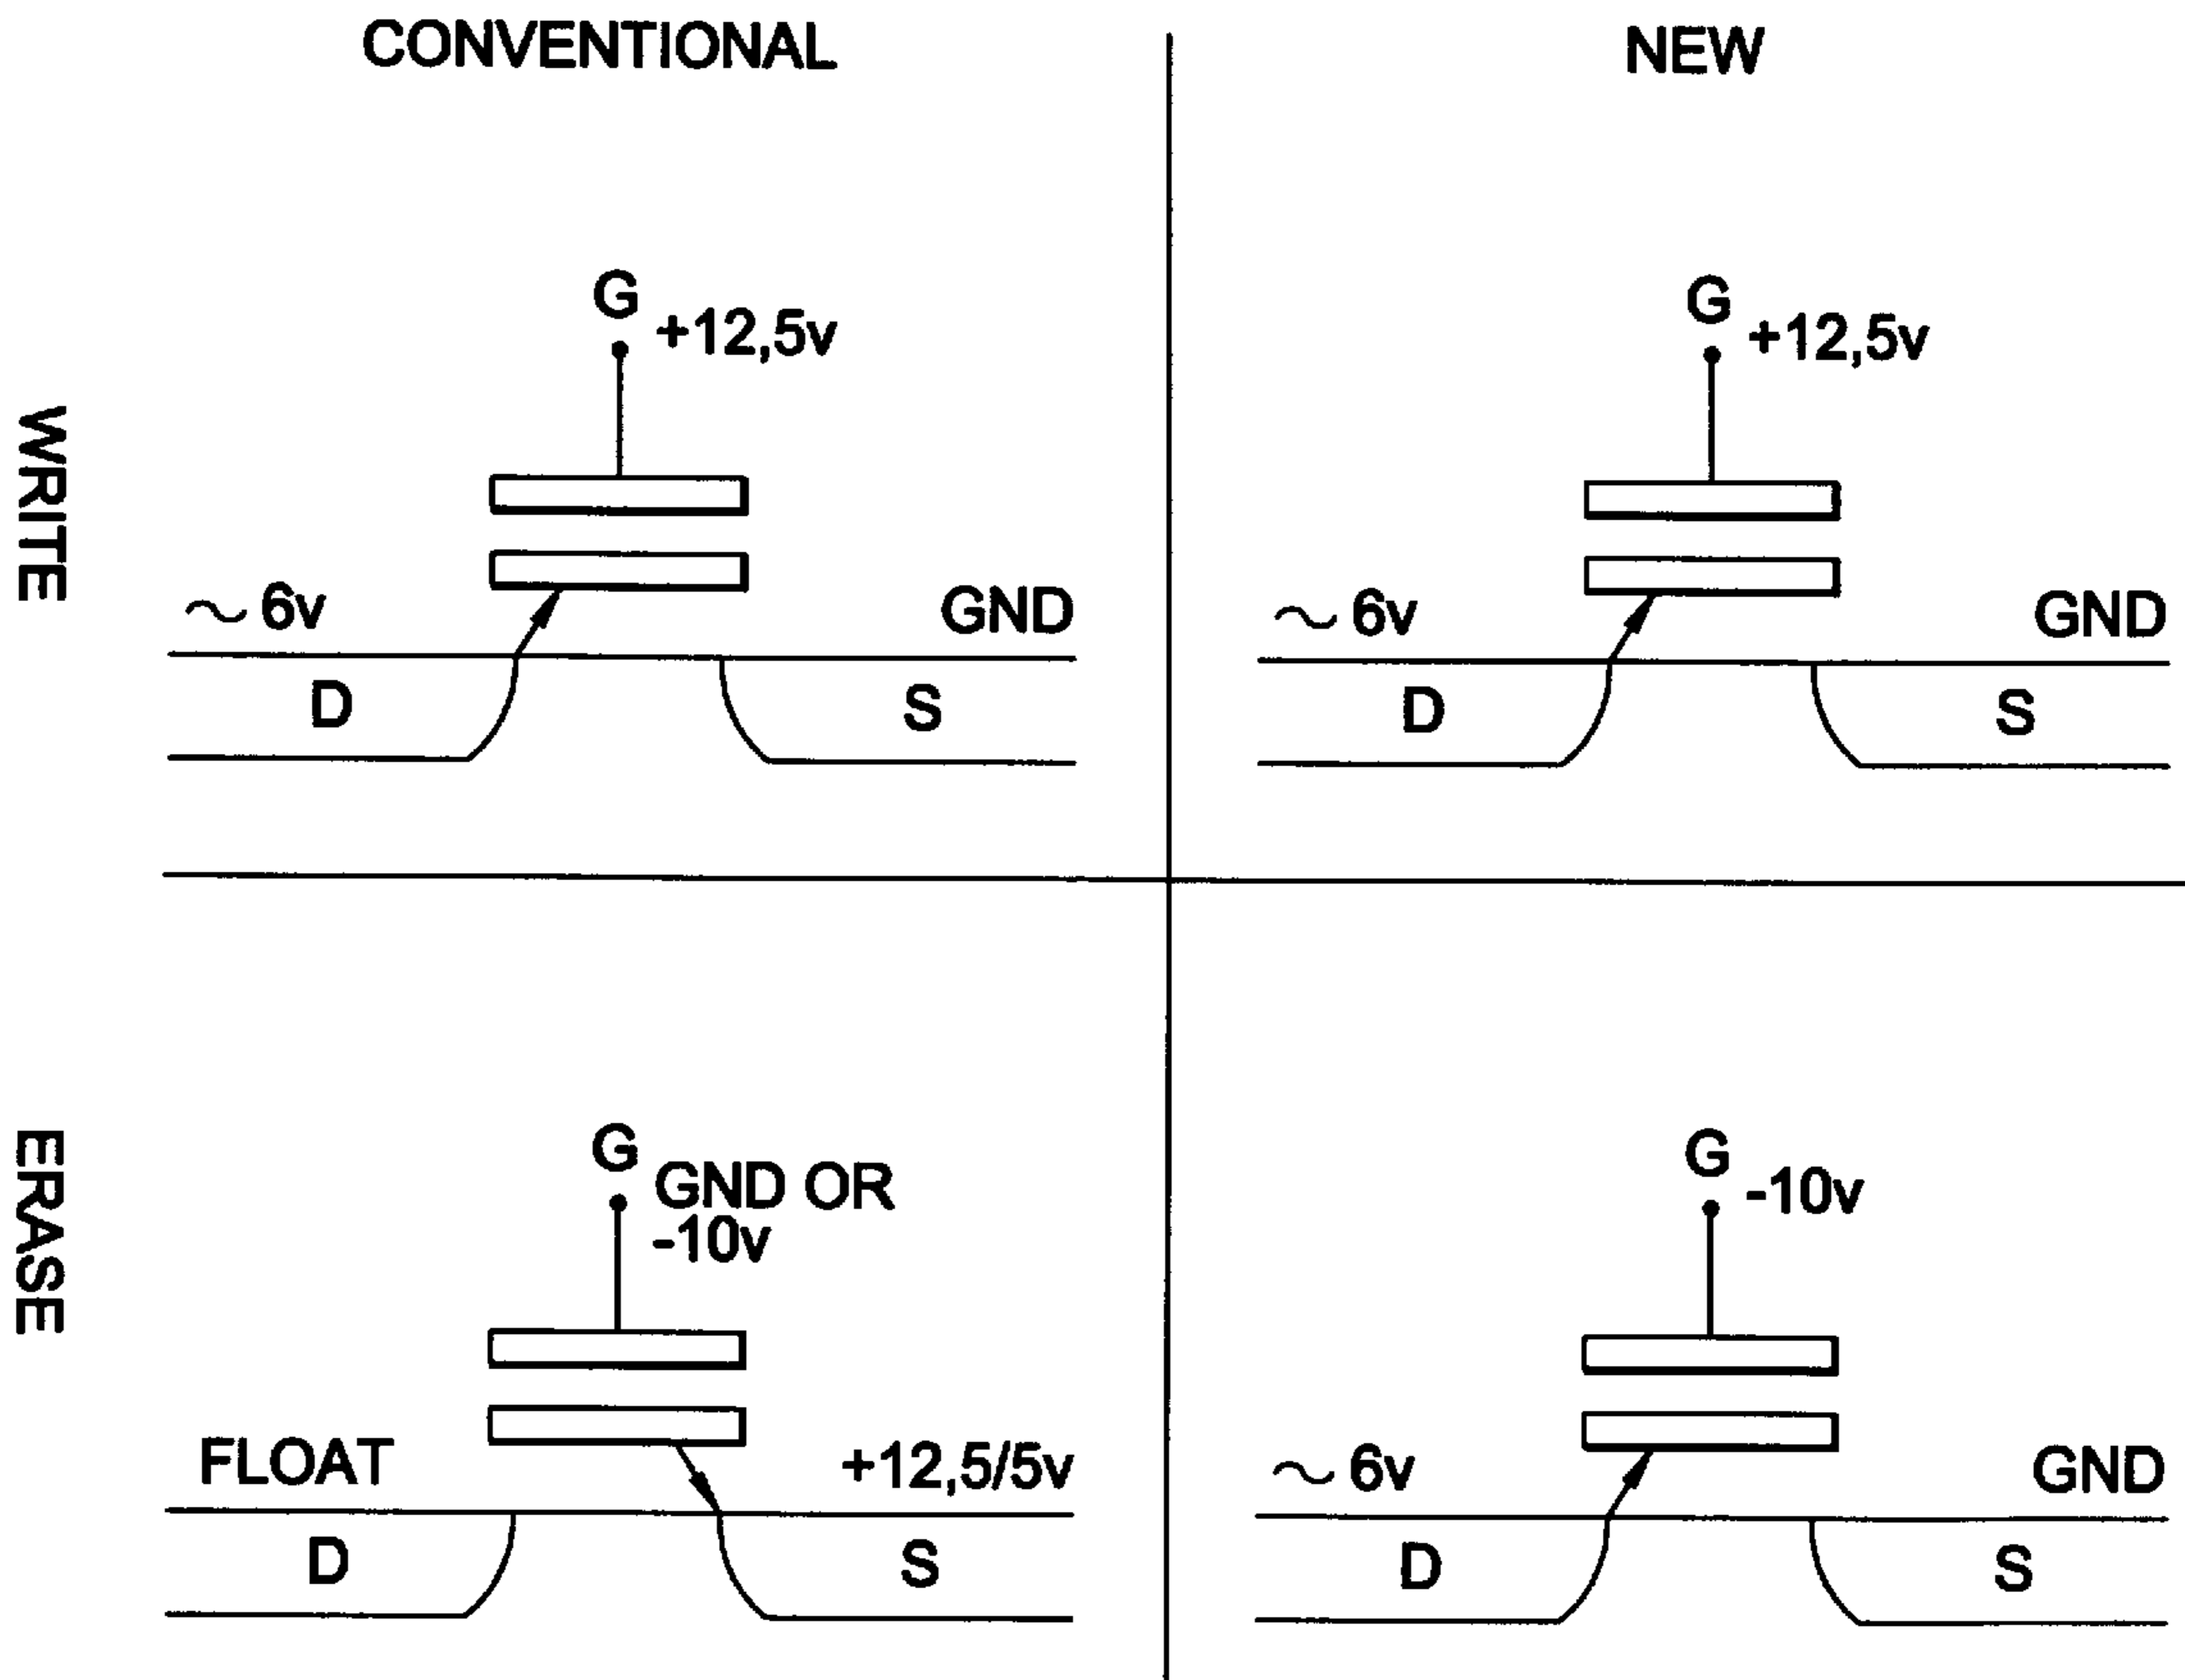 CONVENTIONAL
NEW
WRITE
G
+12,5v
∼ 6v
GND
D
S
G
+12,5v
∼ 6v
GND
D
S
ERASE
G
GND OR
-10v
FLOAT
+12,5/5v
D
S
G
-10v
∼ 6v
GND
D
S